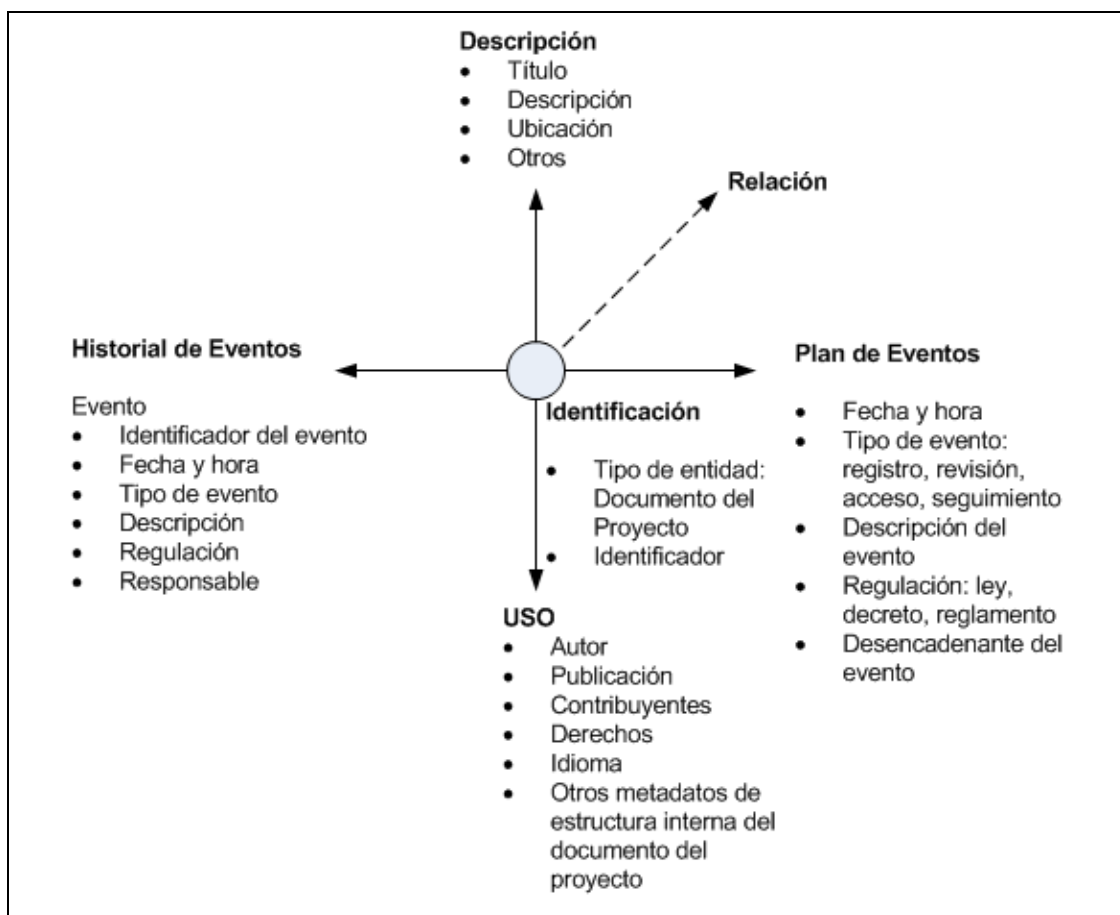 Descripción
• Título
• Descripción
• Ubicación
• Otros
Relación
Historial de Eventos
Evento
• Identificador del evento
• Fecha y hora
• Tipo de evento
• Descripción
• Regulación
• Responsable
Identificación
• Tipo de entidad:
Documento del
Proyecto
• Identificador
Plan de Eventos
• Fecha y hora
• Tipo de evento:
registro, revisión,
acceso, seguimiento
• Descripción del
evento
• Regulación: ley,
decreto, reglamento
• Desencadenante del
evento
USO
• Autor
• Publicación
• Contribuyentes
• Derechos
• Idioma
• Otros metadatos de
estructura interna del
documento del
proyecto